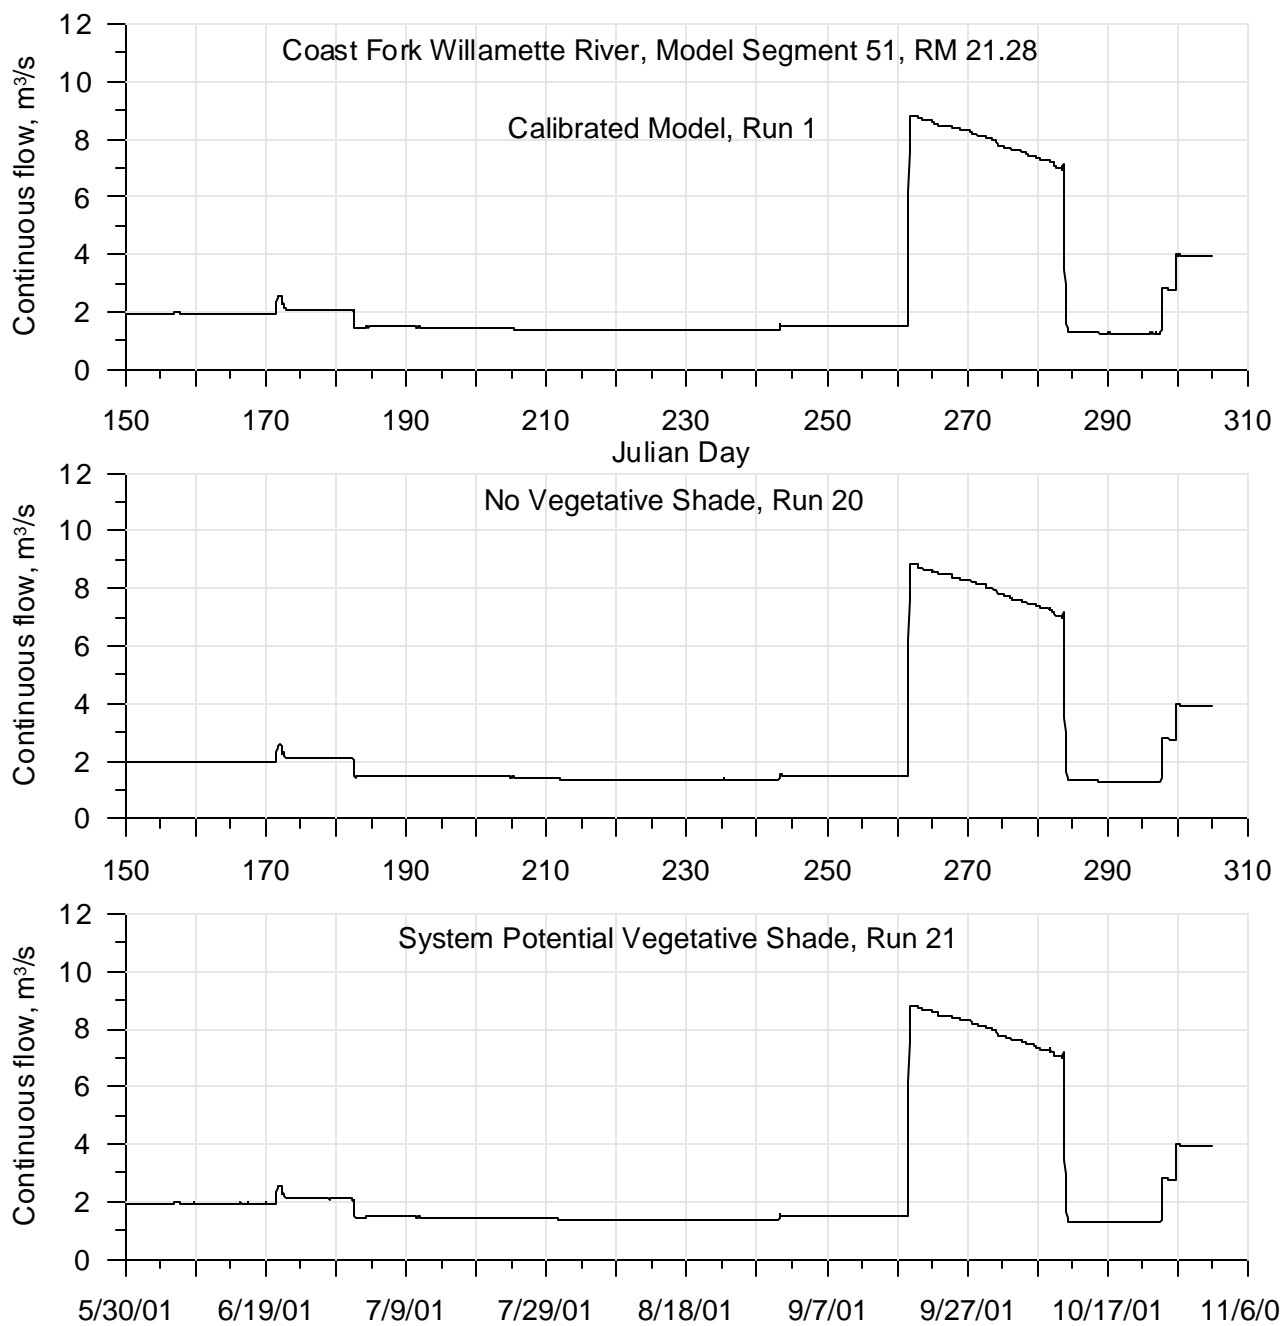 12
Coast Fork Willamette River, Model Segment 51, RM 21.28
10
Calibrated Model, Run 1
8
6
4
2
0
Continuous flow, m³/s
150 170 190 210 230 250 270 290 310
Julian Day
12
No Vegetative Shade, Run 20
10
8
6
4
2
0
Continuous flow, m³/s
150 170 190 210 230 250 270 290 310
12
System Potential Vegetative Shade, Run 21
10
8
6
4
2
0
Continuous flow, m³/s
5/30/01 6/19/01 7/9/01 7/29/01 8/18/01 9/7/01 9/27/01 10/17/01 11/6/0